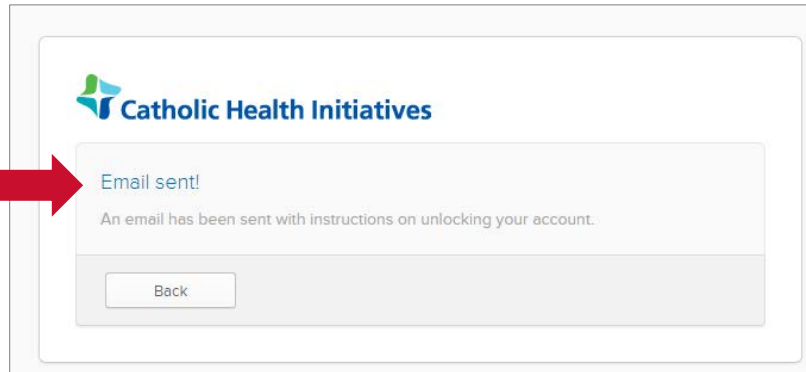 Catholic Health Initiatives
Email sent!
An email has been sent with instructions on unlocking your account.
Back